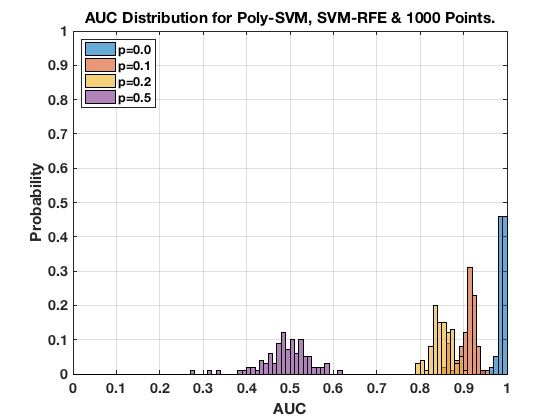 AUC Distribution for Poly-SVM, SVM-RFE & 1000 Points.
p=0.0
p=0.1
p=0.2
p=0.5
1
0.9
0.8
0.7
0.6
0.5
0.4
0.3
0.2
0.1
0
Probability
0 0.1 0.2 0.3 0.4 0.5 0.6 0.7 0.8 0.9 1
AUC